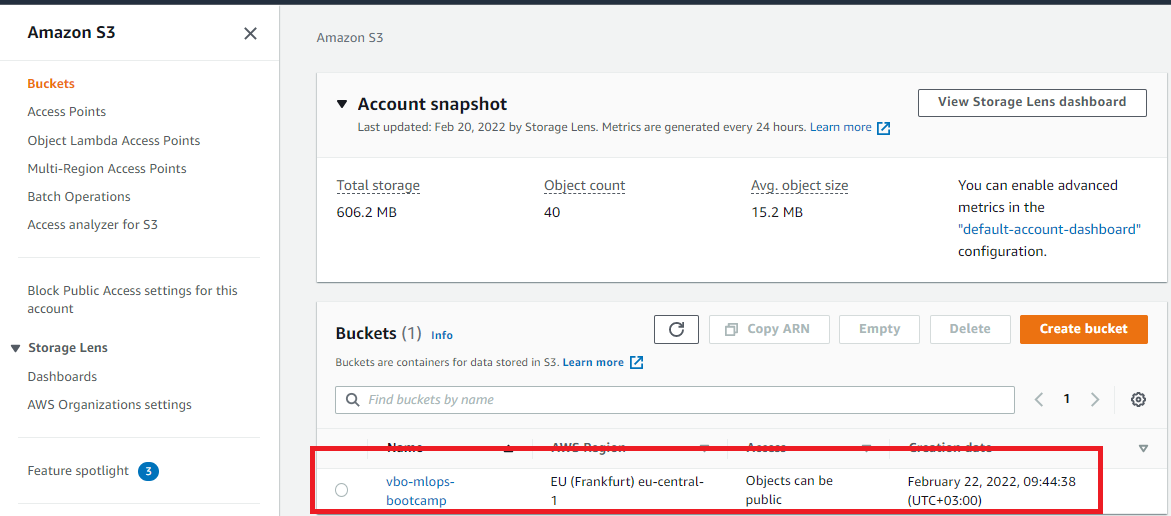 Amazon S3
Buckets
Access Points
Object Lambda Access Points
Multi-Region Access Points
Batch Operations
Access analyzer for S3
Block Public Access settings for this
account
Storage Lens
Dashboards
AWS Organizations settings
Feature spotlight 3
Amazon S3
Account snapshot
View Storage Lens dashboard
Last updated: Feb 20, 2022 by Storage Lens. Metrics are generated every 24 hours. Learn more
Total storage
606.2 MB
Object count
40
Avg. object size
15.2 MB
You can enable advanced
metrics in the
"default-account-dashboard"
configuration.
Buckets (1) Info
Copy ARN
Empty
Delete
Create bucket
Buckets are containers for data stored in S3. Learn more
Find buckets by name
1
Name
AWS Region
Access
Creation date
vbo-mlops-
bootcamp
EU (Frankfurt) eu-central-
1
Objects can be
public
February 22, 2022, 09:44:38
(UTC+03:00)